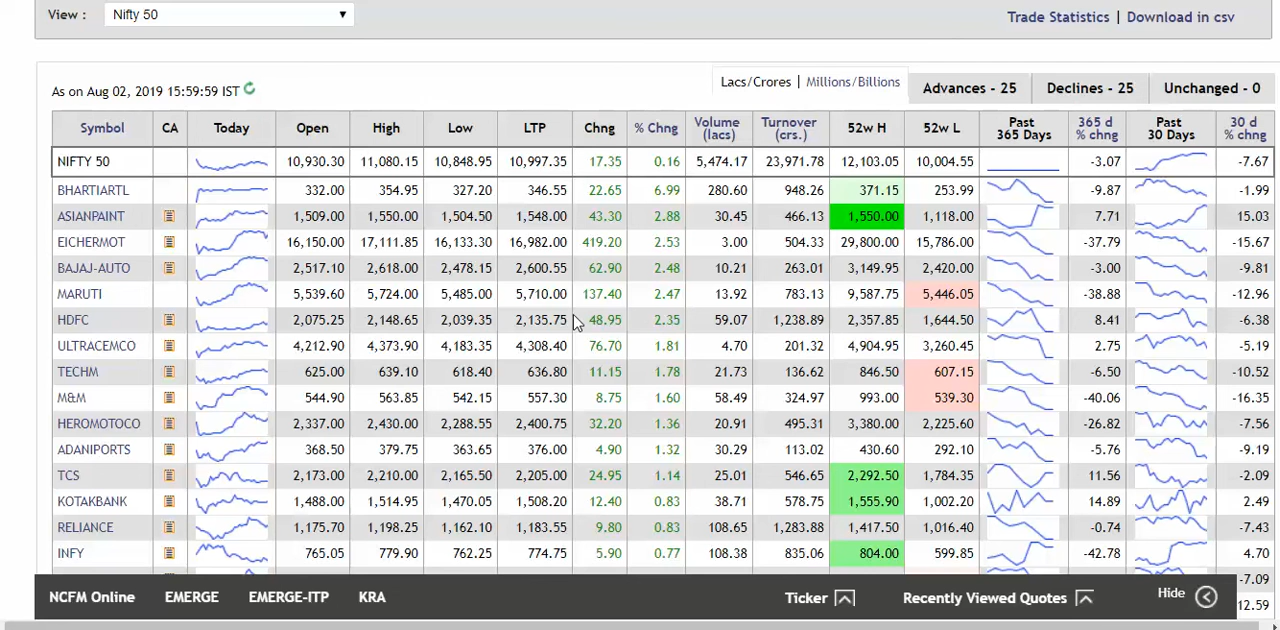 View : Nifty 50
Trade Statistics | Download in csv
As on Aug 02, 2019 15:59:59 IST
Lacs/Crores | Millions/Billions Advances - 25 Declines - 25 Unchanged - 0
Symbol CA Today Open High Low LTP Chng % Chng Volume (lacs) Turnover (crs.) 52w H 52w L Past 365 Days 365 d % chng Past 30 Days 30 d % chng
NIFTY 50 10,930.30 11,080.15 10,848.95 10,997.35 17.35 0.16 5,474.17 23,971.78 12,103.05 10,004.55 -3.07 -7.67
BHARTIARTL 332.00 354.95 327.20 346.55 22.65 6.99 280.60 948.26 371.15 253.99 -9.87 -1.99
ASIANPAINT 1,509.00 1,550.00 1,504.50 1,548.00 43.30 2.88 30.45 466.13 1,550.00 1,118.00 7.71 15.03
EICHERMOT 16,150.00 17,111.85 16,133.30 16,982.00 419.20 2.53 3.00 504.33 29,800.00 15,786.00 -37.79 -15.67
BAJAJ-AUTO 2,517.10 2,618.00 2,478.15 2,600.55 62.90 2.48 10.21 263.01 3,149.95 2,420.00 -3.00 -9.81
MARUTI 5,539.60 5,724.00 5,485.00 5,710.00 137.40 2.47 13.92 783.13 9,587.75 5,446.05 -38.88 -12.96
HDFC 2,075.25 2,148.65 2,039.35 2,135.75 48.95 2.35 59.07 1,238.89 2,357.85 1,644.50 8.41 -6.38
ULTRACEMCO 4,212.90 4,373.90 4,183.35 4,308.40 76.70 1.81 4.70 201.32 4,904.95 3,260.45 2.75 -5.19
TECHM 625.00 639.10 618.40 636.80 11.15 1.78 21.73 136.62 846.50 607.15 -6.50 -10.52
M&M 544.90 563.85 542.15 557.30 8.75 1.60 58.49 324.97 993.00 539.30 -40.06 -16.35
HEROMOTOCO 2,337.00 2,430.00 2,288.55 2,400.75 32.20 1.36 20.91 495.31 3,380.00 2,225.60 -26.82 -7.56
ADANIPORTS 368.50 379.75 363.65 376.00 4.90 1.32 30.29 113.02 430.60 292.10 -5.76 -9.19
TCS 2,173.00 2,210.00 2,165.50 2,205.00 24.95 1.14 25.01 546.65 2,292.50 1,784.35 11.56 -2.09
KOTAKBANK 1,488.00 1,514.95 1,470.05 1,508.20 12.40 0.83 38.71 578.75 1,555.90 1,002.20 14.89 2.49
RELIANCE 1,175.70 1,198.25 1,162.10 1,183.55 9.80 0.83 108.65 1,283.88 1,417.50 1,016.40 -0.74 -7.43
INFY 765.05 779.90 762.25 774.75 5.90 0.77 108.38 835.06 804.00 599.85 -42.78 4.70
-7.09
NCFM Online EMERGE EMERGE-ITP KRA Ticker Recently Viewed Quotes Hide
12.59